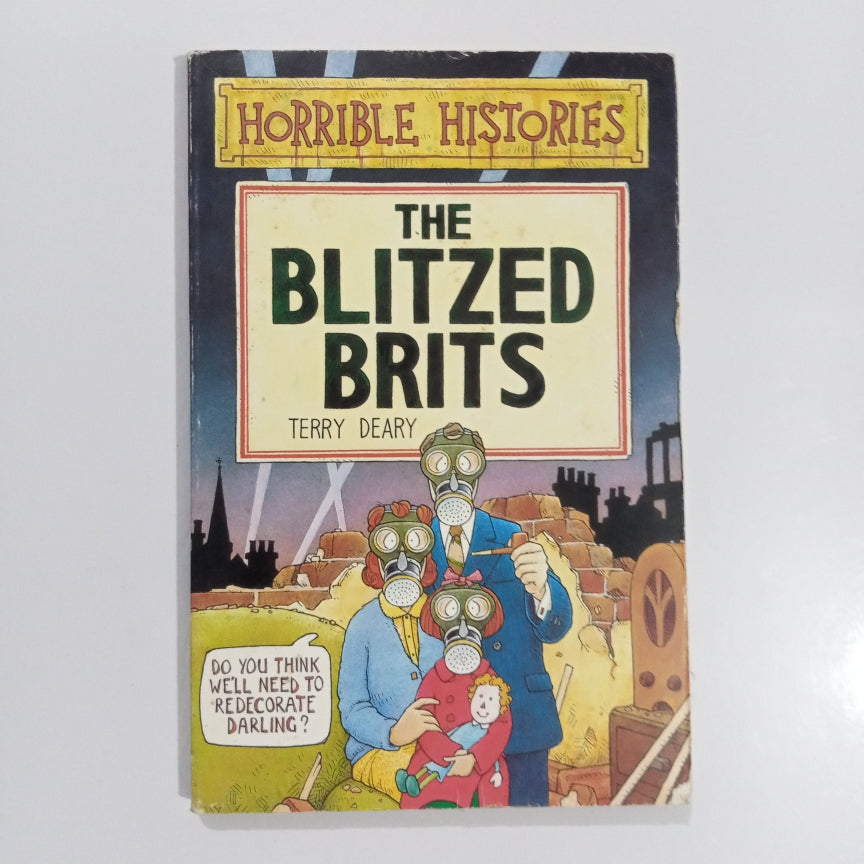 HORRIBLE HISTORIES
THE
BLITZED
BRITS
TERRY DEARY
DO YOU THINK
WE'LL NEED TO
REDECORATE
DARLING?